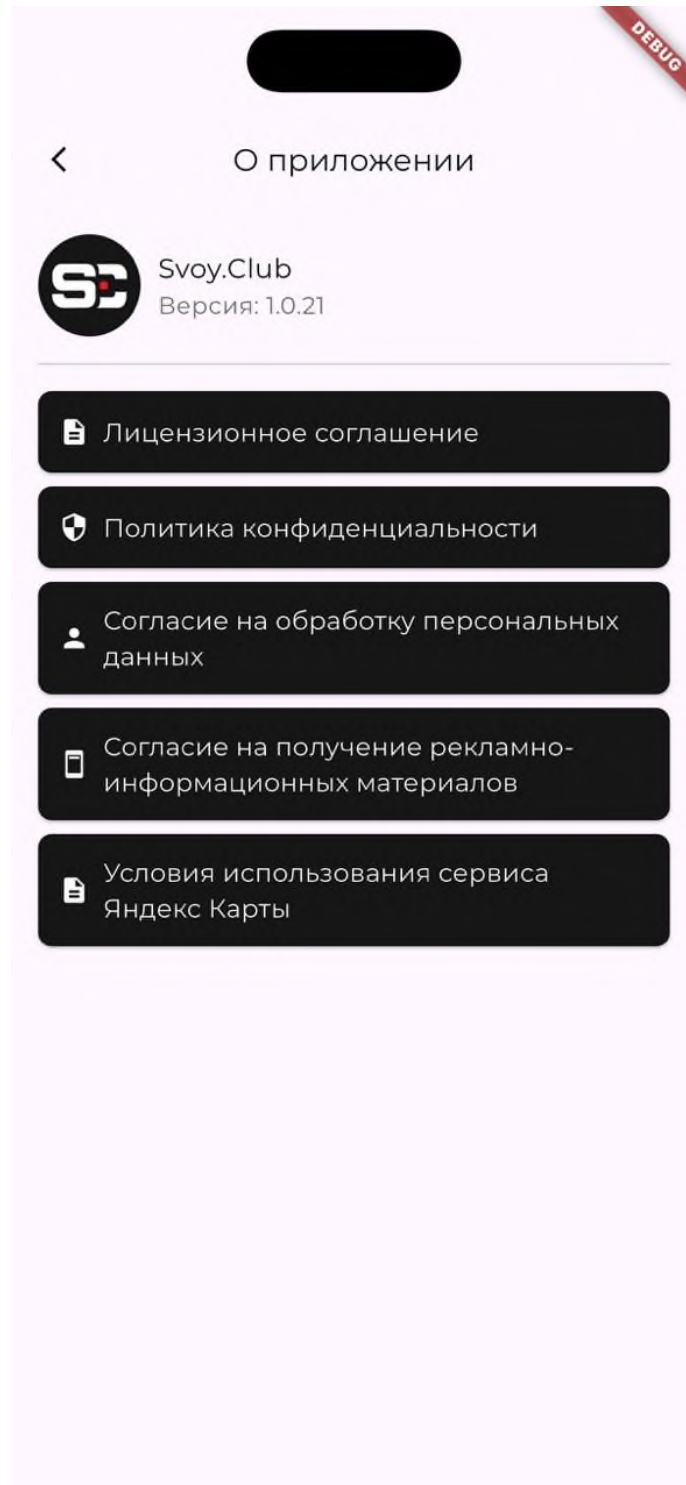 DEBUG
О приложении
SC
Svoy.Club
Версия: 1.0.21
Лицензионное соглашение
Политика конфиденциальности
Согласие на обработку персональных
данных
Согласие на получение рекламно-
информационных материалов
Условия использования сервиса
Яндекс Карты